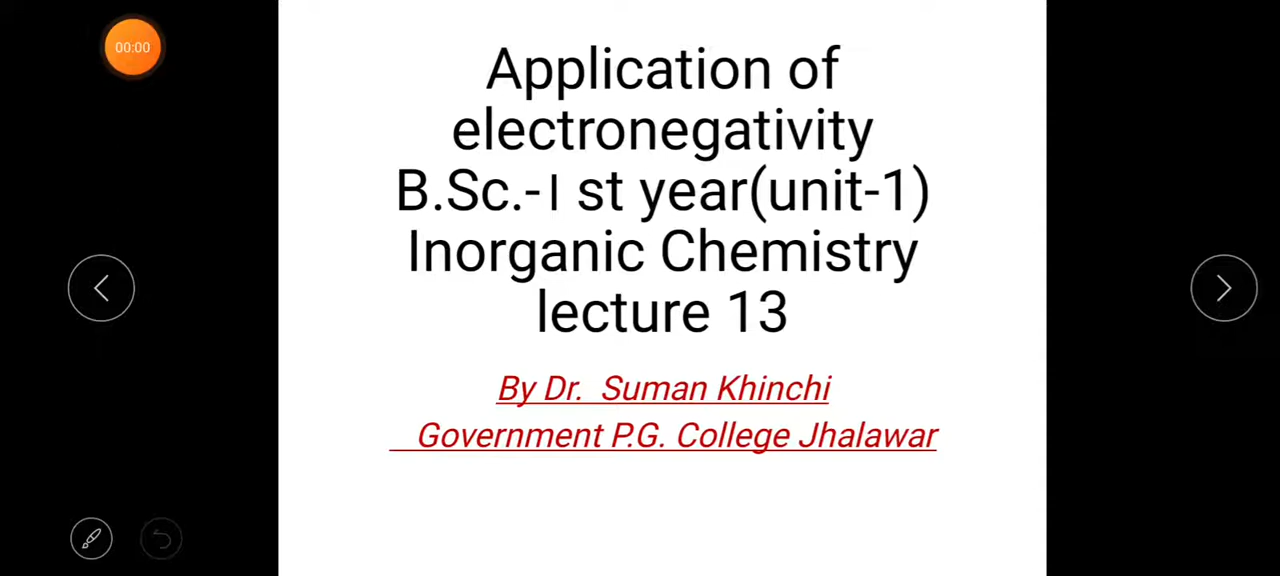 00:00
Application of
electronegativity
B.Sc.-I st year(unit-1)
Inorganic Chemistry
lecture 13
By Dr. Suman Khinchi
Government P.G. College Jhalawar